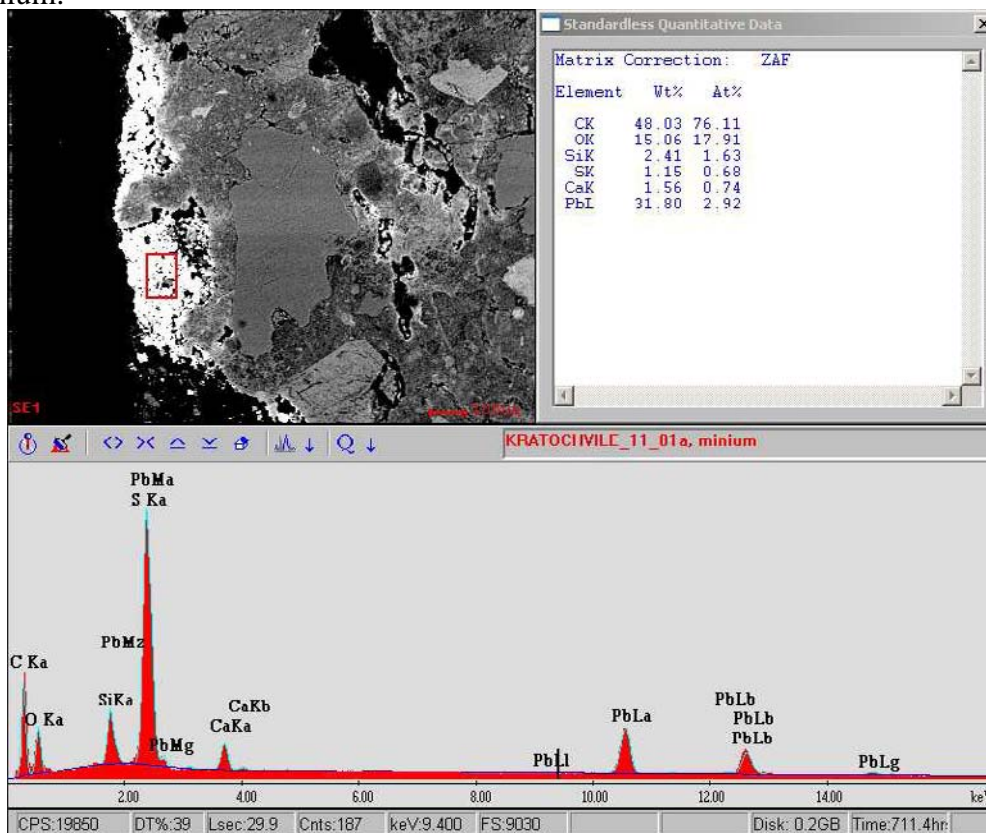 Standardless Quantitative Data
Matrix Correction: ZAF
Element Wt% At%
CK 48.03 76.11
OK 15.06 17.91
SiK 2.41 1.63
SK 1.15 0.68
CaK 1.56 0.74
PbL 31.80 2.92
SE1
Q
KRATOCHVILE_11_01a, minium
PbMa
S Ka
PbMz
C Ka
SiKa
O Ka
PbMg
CaKb
CaKa
PbLl
PbLa
PbLb
PbLb
PbLb
PbLg
2.00 4.00 6.00 8.00 10.00 12.00 14.00 keV
CPS:19850 DT%:39 Lsec:29.9 Cnts:187 keV:9.400 FS:9030 Disk: 0.2GB Time:711.4hr